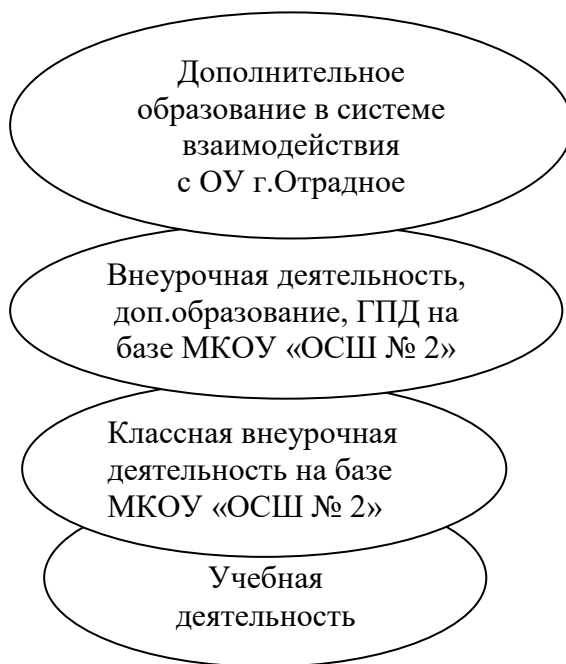 Дополнительное
образование в системе
взаимодействия
с ОУ г.Отрадное
Внеурочная деятельность,
доп.образование, ГПД на
базе МКОУ «ОСШ № 2»
Классная внеурочная
деятельность на базе
МКОУ «ОСШ № 2»
Учебная
деятельность